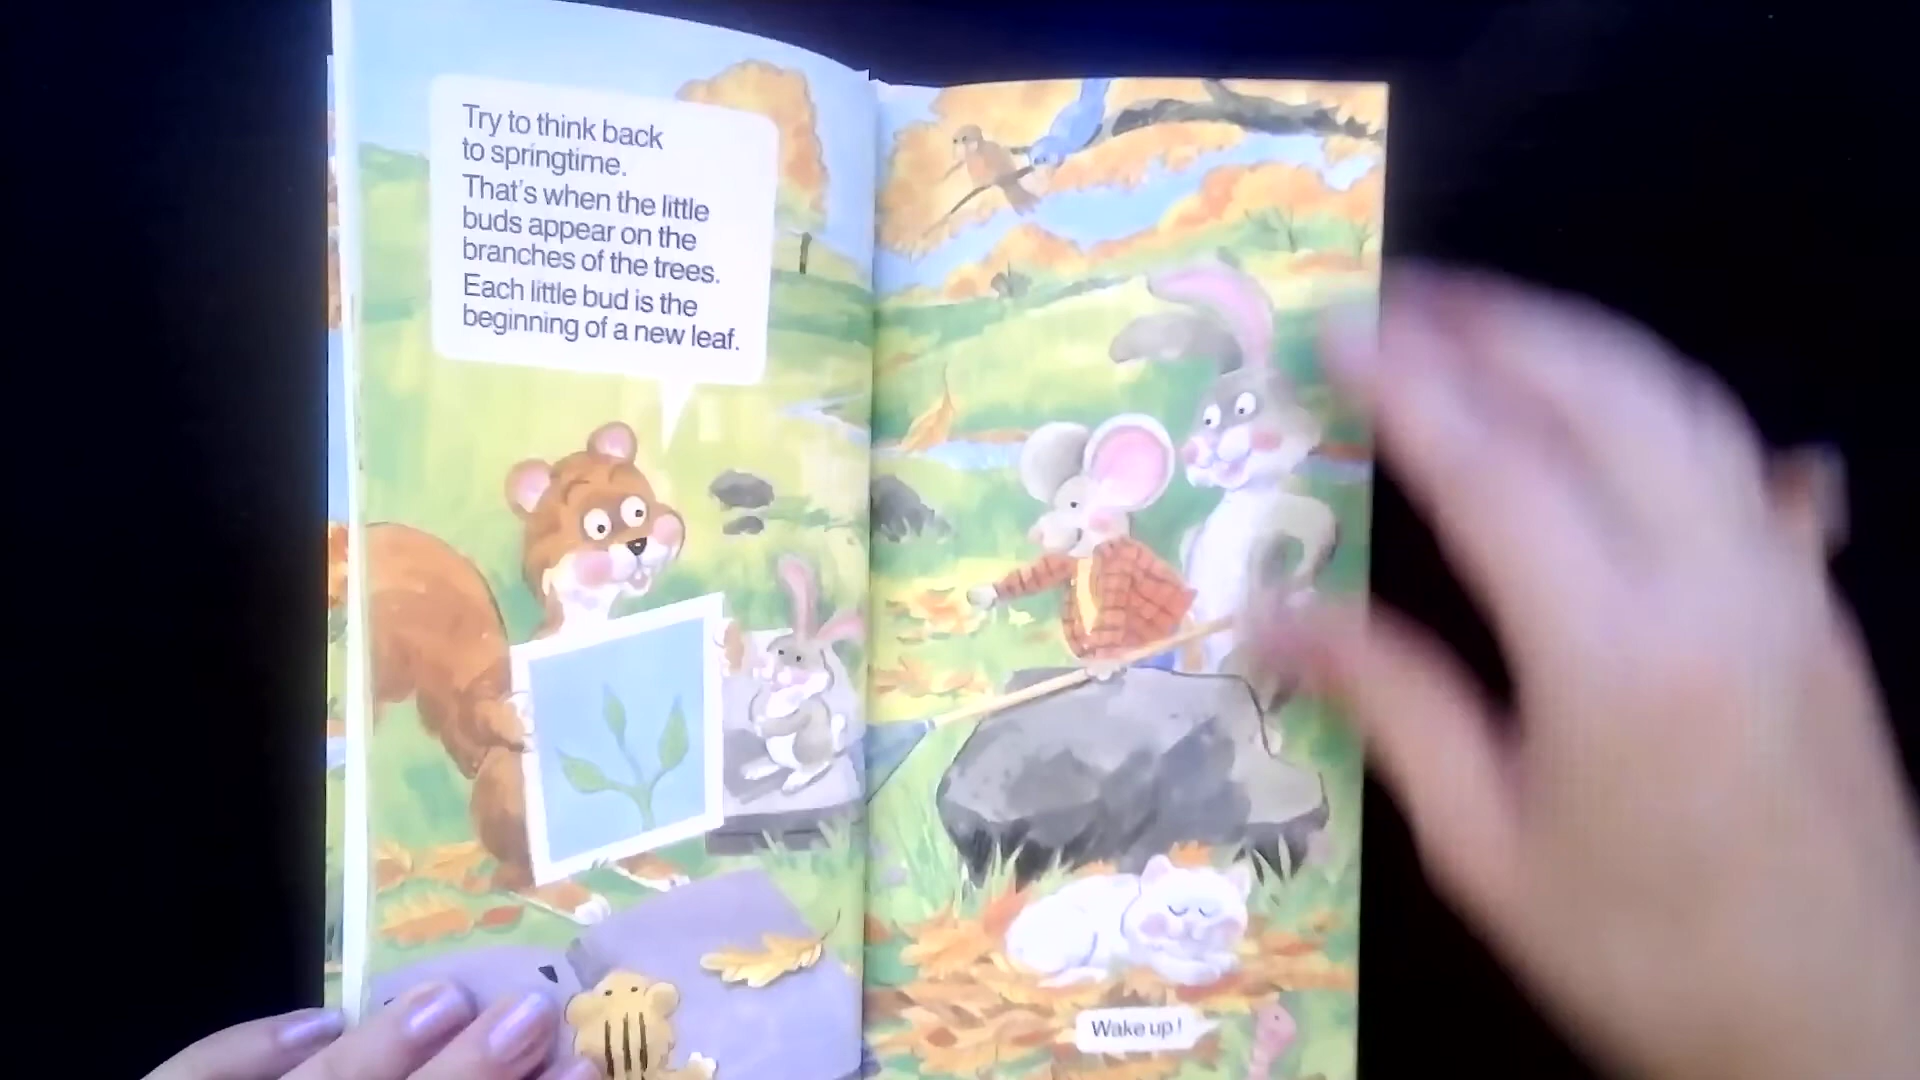 Try to think back
to springtime.
That's when the little
buds appear on the
branches of the trees.
Each little bud is the
beginning of a new leaf.
Wake up!